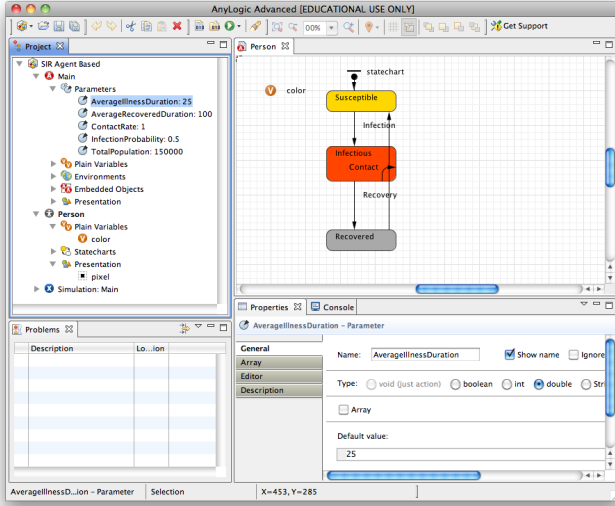 AnyLogic Advanced [EDUCATIONAL USE ONLY]
00%
Get Support
Project
SIR Agent Based
Main
Parameters
AverageIllnessDuration: 25
AverageRecoveredDuration: 100
ContactRate: 1
InfectionProbability: 0.5
TotalPopulation: 150000
Plain Variables
Environments
Embedded Objects
Presentation
Person
Plain Variables
color
Statecharts
Presentation
pixel
Simulation: Main
Person
statechart
color
Susceptible
Infection
Infectious
Contact
Recovery
Recovered
Problems
Description Lo...ion
Properties Console
AverageIllnessDuration - Parameter
General
Array
Editor
Description
Name: AverageIllnessDuration Show name Ignore
Type: void (just action) boolean int double Stri
Array
Default value:
25
AverageIllnessD...ion - Parameter Selection X=453, Y=285